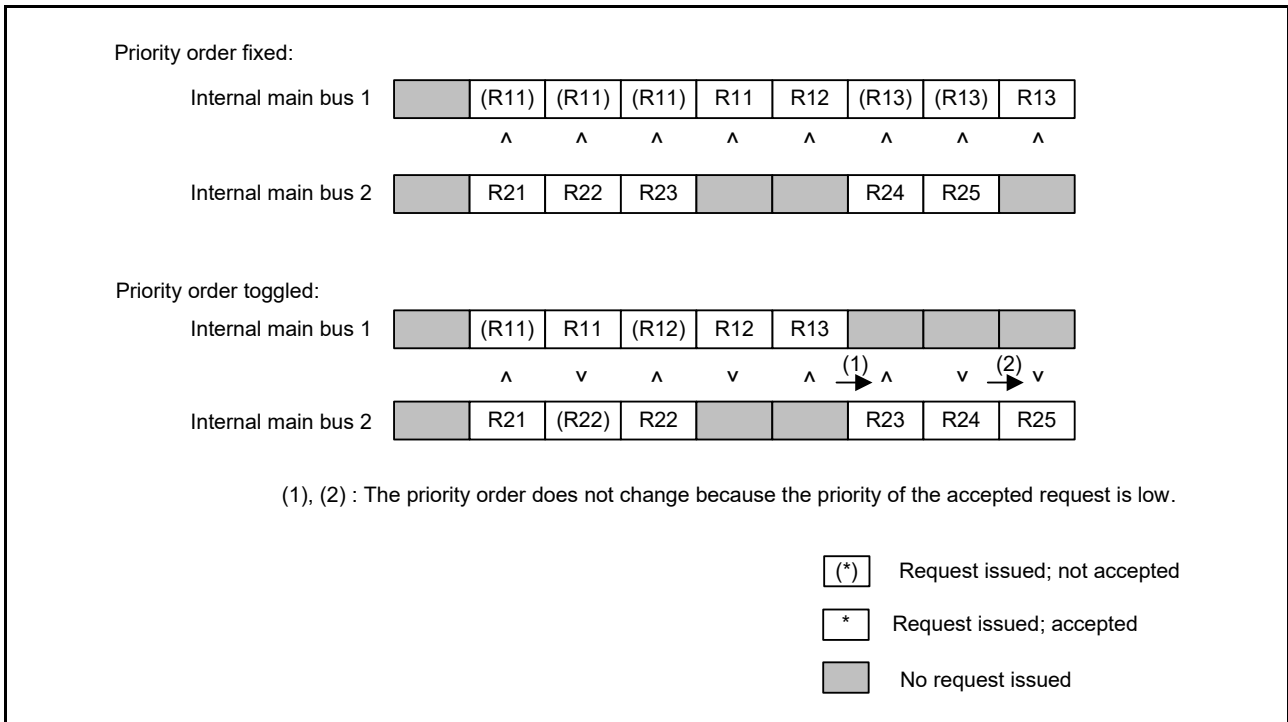 Priority order fixed:
Internal main bus 1 (R11) (R11) (R11) R11 R12 (R13) (R13) R13
^ ^ ^ ^ ^ ^ ^ ^
Internal main bus 2 R21 R22 R23 R24 R25
Priority order toggled:
Internal main bus 1 (R11) R11 (R12) R12 R13
^ v ^ v ^ (1) ^ v (2) v
Internal main bus 2 R21 (R22) R22 R23 R24 R25
(1), (2) : The priority order does not change because the priority of the accepted request is low.
(*) Request issued; not accepted
* Request issued; accepted
No request issued